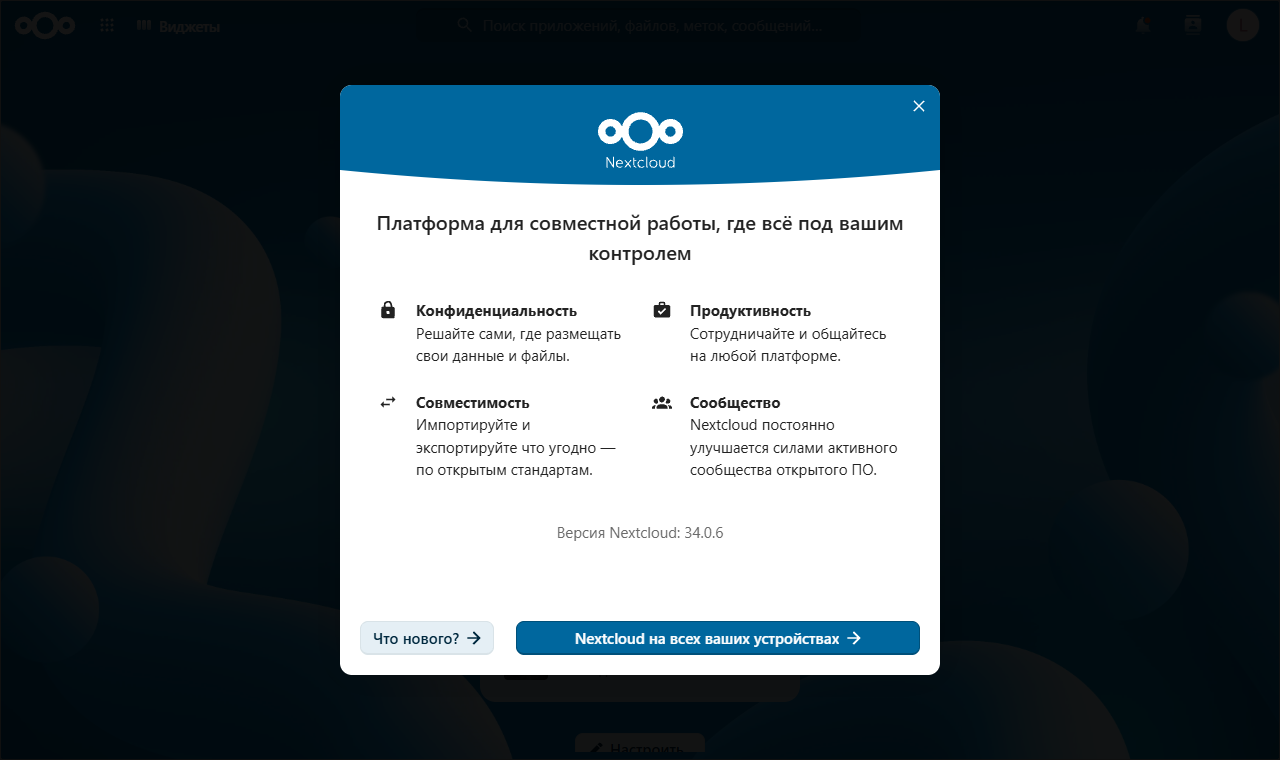 Виджеты
Поиск приложений, файлов, меток, сообщений...
L
Nextcloud
Платформа для совместной работы, где всё под вашим
контролем
Конфиденциальность
Решайте сами, где размещать
свои данные и файлы.
Продуктивность
Сотрудничайте и общайтесь
на любой платформе.
Совместимость
Импортируйте и
экспортируйте что угодно —
по открытым стандартам.
Сообщество
Nextcloud постоянно
улучшается силами активного
сообщества открытого ПО.
Версия Nextcloud: 34.0.6
Что нового?
Nextcloud на всех ваших устройствах
Настроить